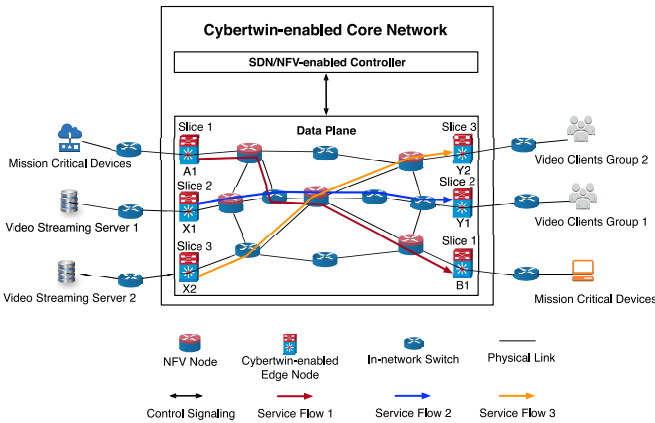 Cybertwin-enabled Core Network
SDN/NFV-enabled Controller
Data Plane
Slice 1
A1
Slice 2
X1
Slice 3
X2
Slice 3
Y2
Slice 2
Y1
Slice 1
B1
Mission Critical Devices
Video Streaming Server 1
Video Streaming Server 2
Video Clients Group 2
Video Clients Group 1
Mission Critical Devices
NFV Node
Cybertwin-enabled
Edge Node
In-network Switch
Physical Link
Control Signaling
Service Flow 1
Service Flow 2
Service Flow 3